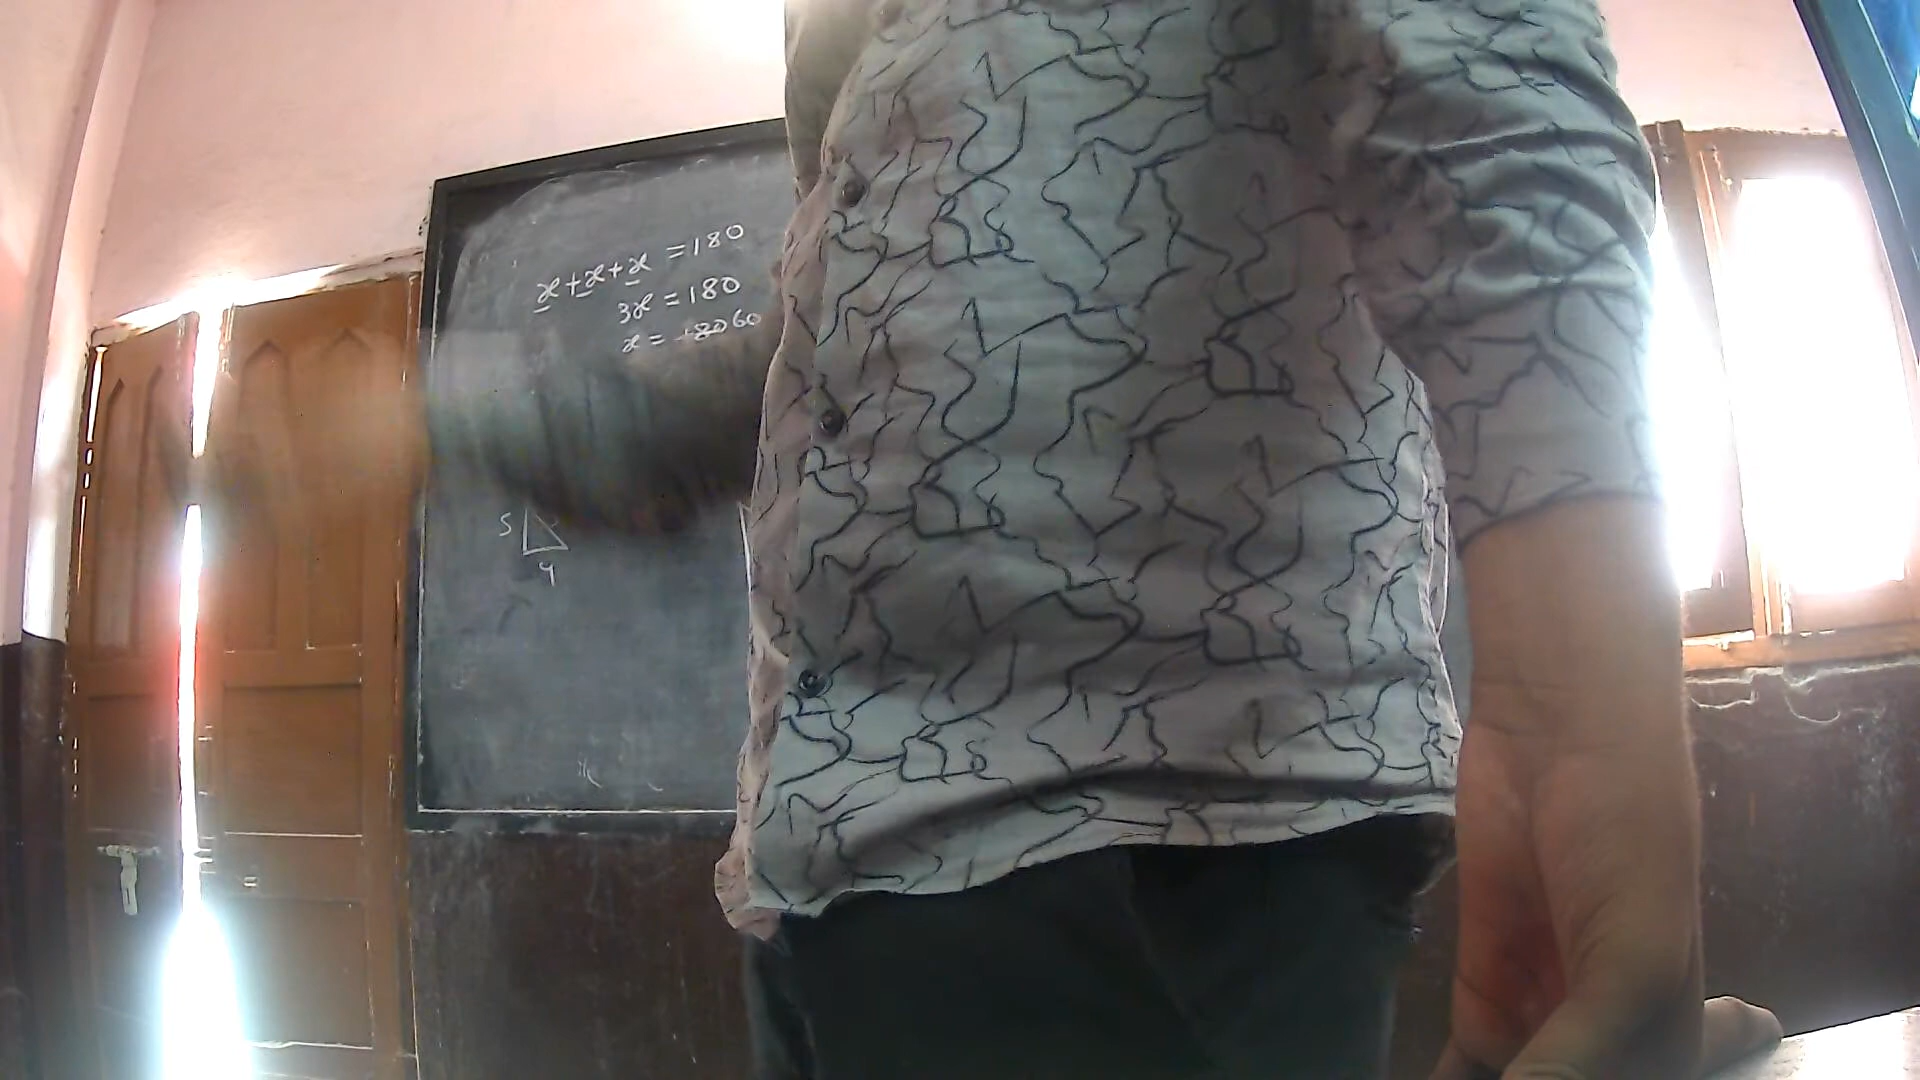 x+x+x = 180
3x = 180
x = 180 60
5
4